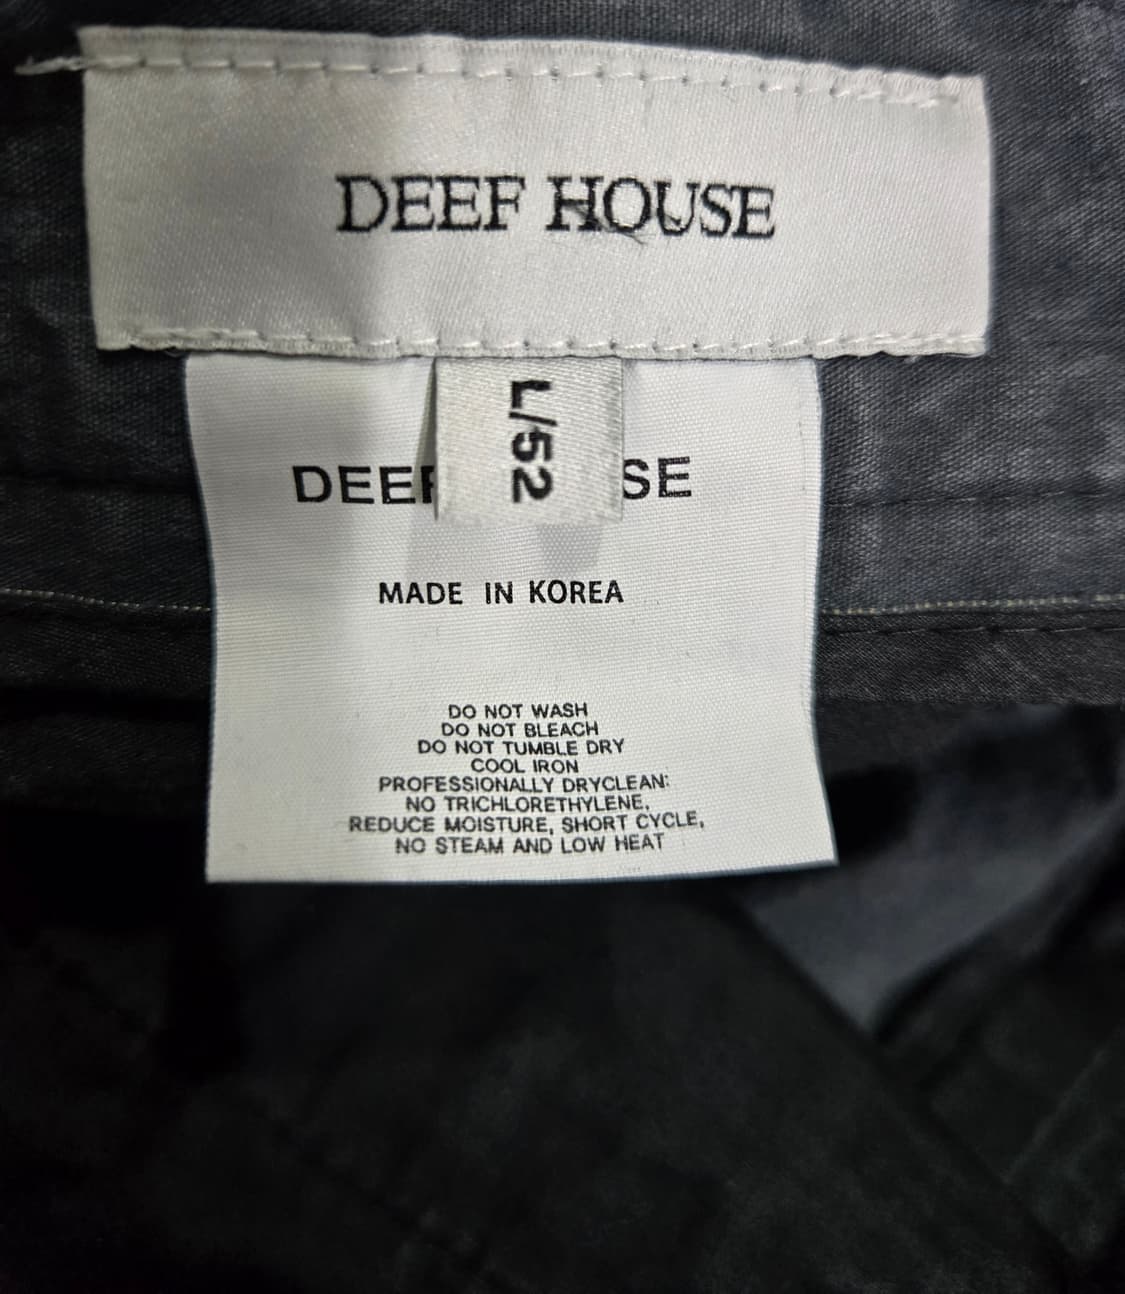 DEEF HOUSE
L/52
DEEF SE
MADE IN KOREA
DO NOT WASH
DO NOT BLEACH
DO NOT TUMBLE DRY
COOL IRON
PROFESSIONALLY DRYCLEAN:
NO TRICHLORETHYLENE,
REDUCE MOISTURE, SHORT CYCLE,
NO STEAM AND LOW HEAT